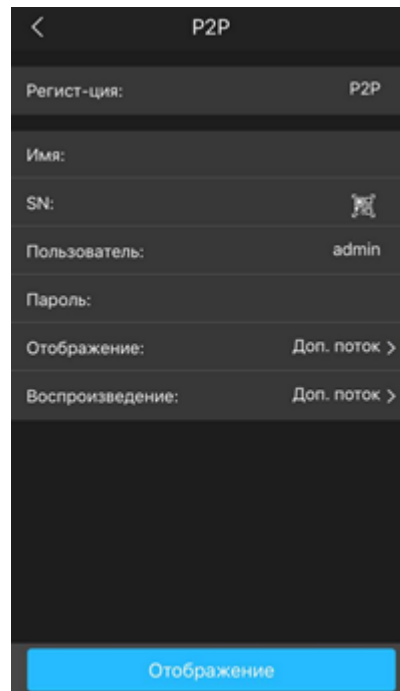 P2P
Регист-ция: P2P
Имя:
SN:
Пользователь: admin
Пароль:
Отображение: Доп. поток
Воспроизведение: Доп. поток
Отображение